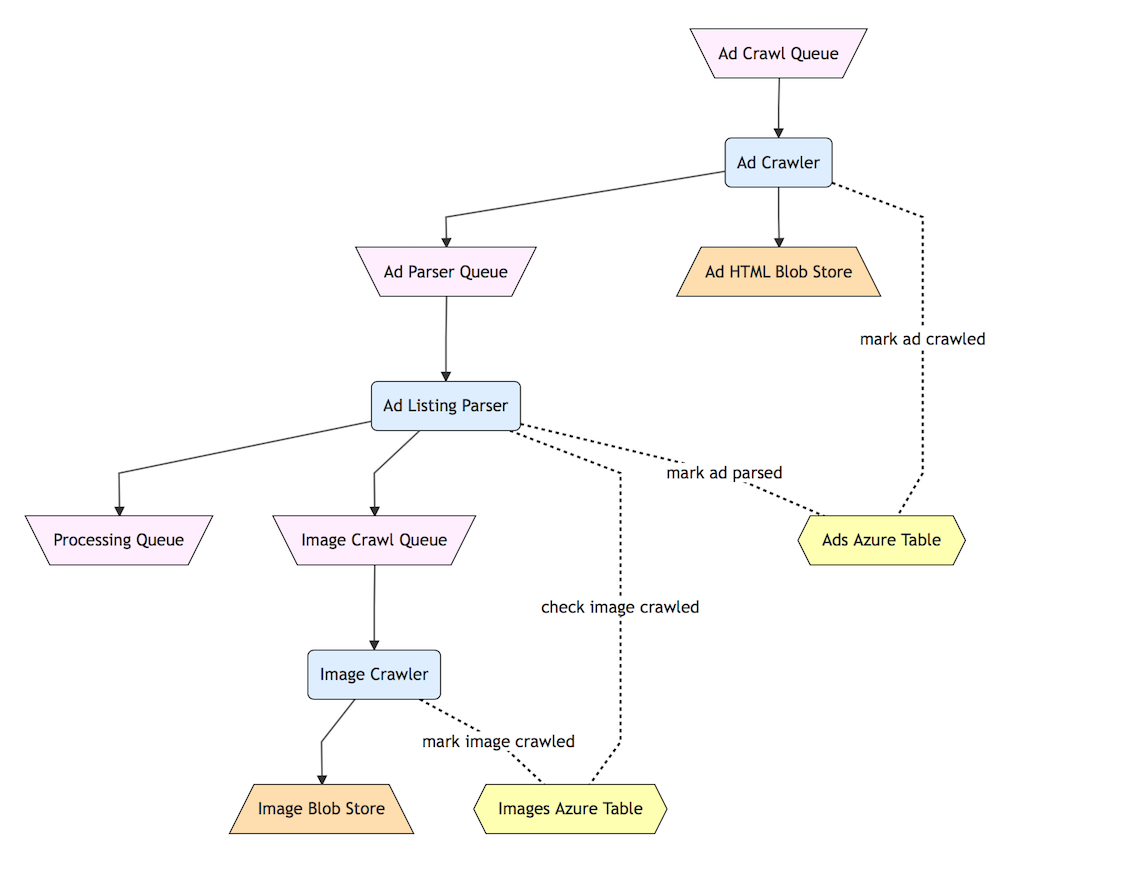 Ad Crawl Queue
Ad Crawler
Ad Parser Queue
Ad HTML Blob Store
mark ad crawled
Ad Listing Parser
mark ad parsed
Processing Queue
Image Crawl Queue
Ads Azure Table
check image crawled
Image Crawler
mark image crawled
Image Blob Store
Images Azure Table